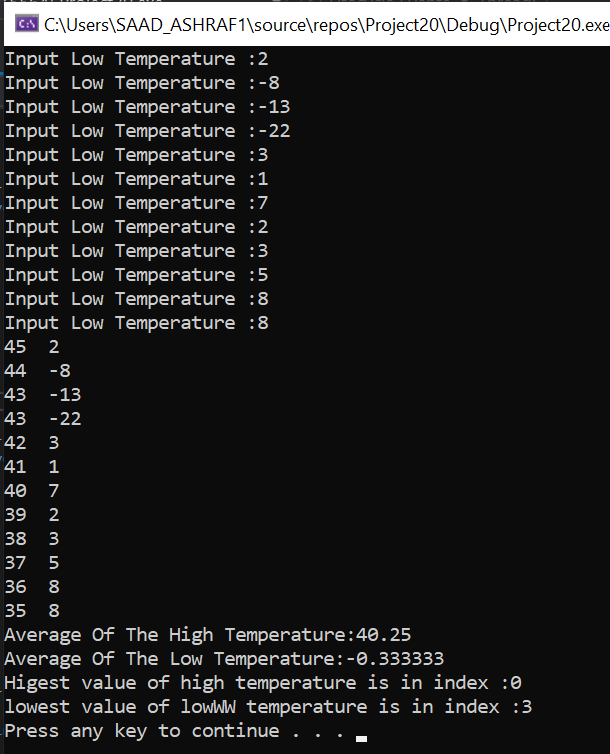 C:\Users\SAAD_ASHRAF1\source\repos\Project20\Debug\Project20.exe
Input Low Temperature :2
Input Low Temperature :-8
Input Low Temperature :-13
Input Low Temperature :-22
Input Low Temperature :3
Input Low Temperature :1
Input Low Temperature :7
Input Low Temperature :2
Input Low Temperature :3
Input Low Temperature :5
Input Low Temperature :8
Input Low Temperature :8
45  2
44  -8
43  -13
43  -22
42  3
41  1
40  7
39  2
38  3
37  5
36  8
35  8
Average Of The High Temperature:40.25
Average Of The Low Temperature:-0.333333
Higest value of high temperature is in index :0
lowest value of lowWW temperature is in index :3
Press any key to continue . . .